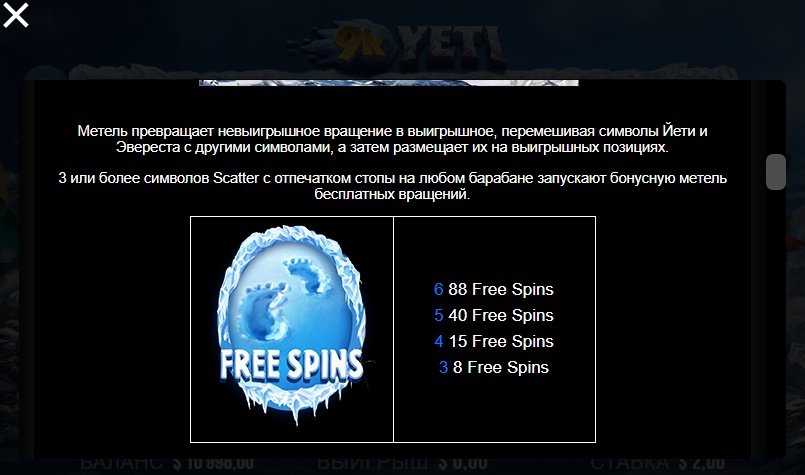 9k YETI
Метель превращает невыигрышное вращение в выигрышное, перемешивая символы Йети и
Эвереста с другими символами, а затем размещает их на выигрышных позициях.
3 или более символов Scatter с отпечатком стопы на любом барабане запускают бонусную метель
бесплатных вращений.
FREE SPINS
6 88 Free Spins
5 40 Free Spins
4 15 Free Spins
3 8 Free Spins
БАЛАНС $10 998,00 ВЫИГРЫШ $0,00 СТАВКА $2,00